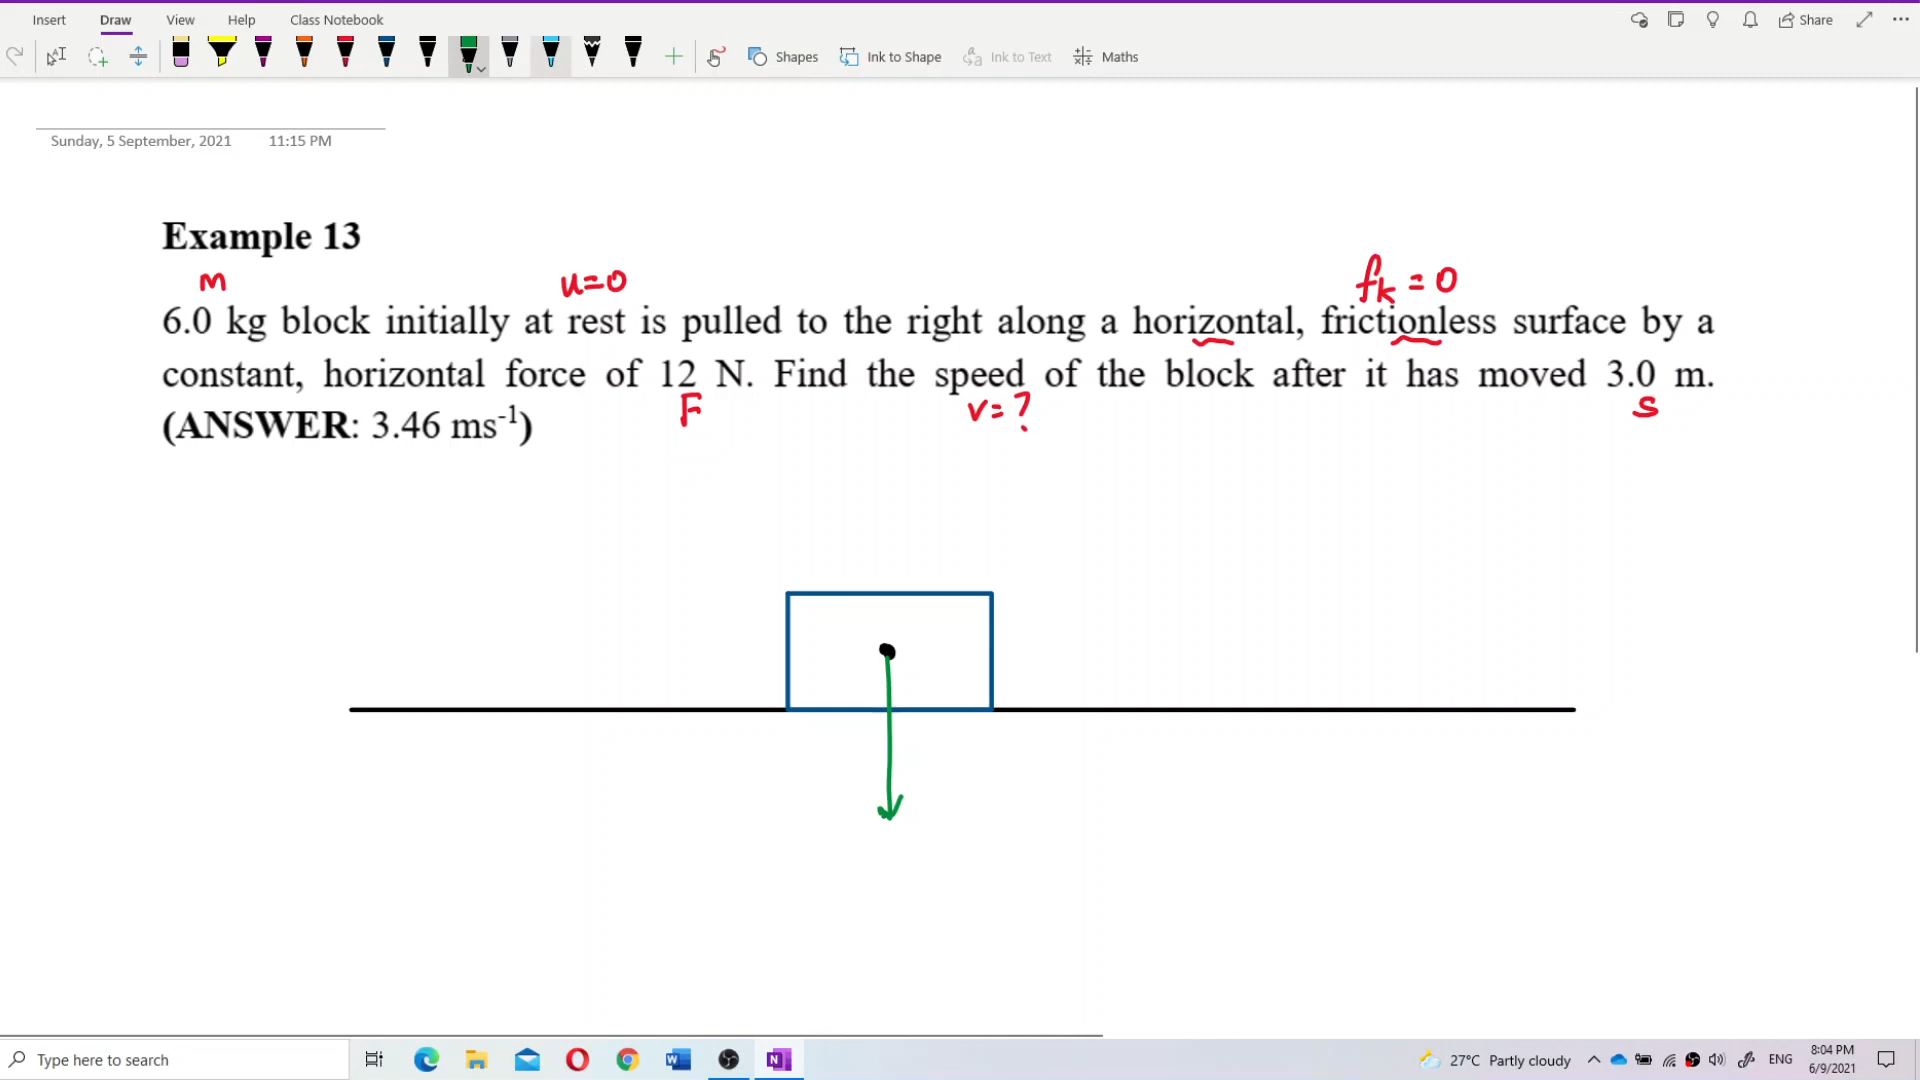 Insert Draw View Help Class Notebook Share
Shapes Ink to Shape Ink to Text Maths
Sunday, 5 September, 2021 11:15 PM
Example 13
m u=0 fk = 0
6.0 kg block initially at rest is pulled to the right along a horizontal, frictionless surface by a
constant, horizontal force of 12 N. Find the speed of the block after it has moved 3.0 m.
F v=? s
(ANSWER: 3.46 ms-1)
Type here to search 27°C Partly cloudy ENG 8:04 PM
6/9/2021